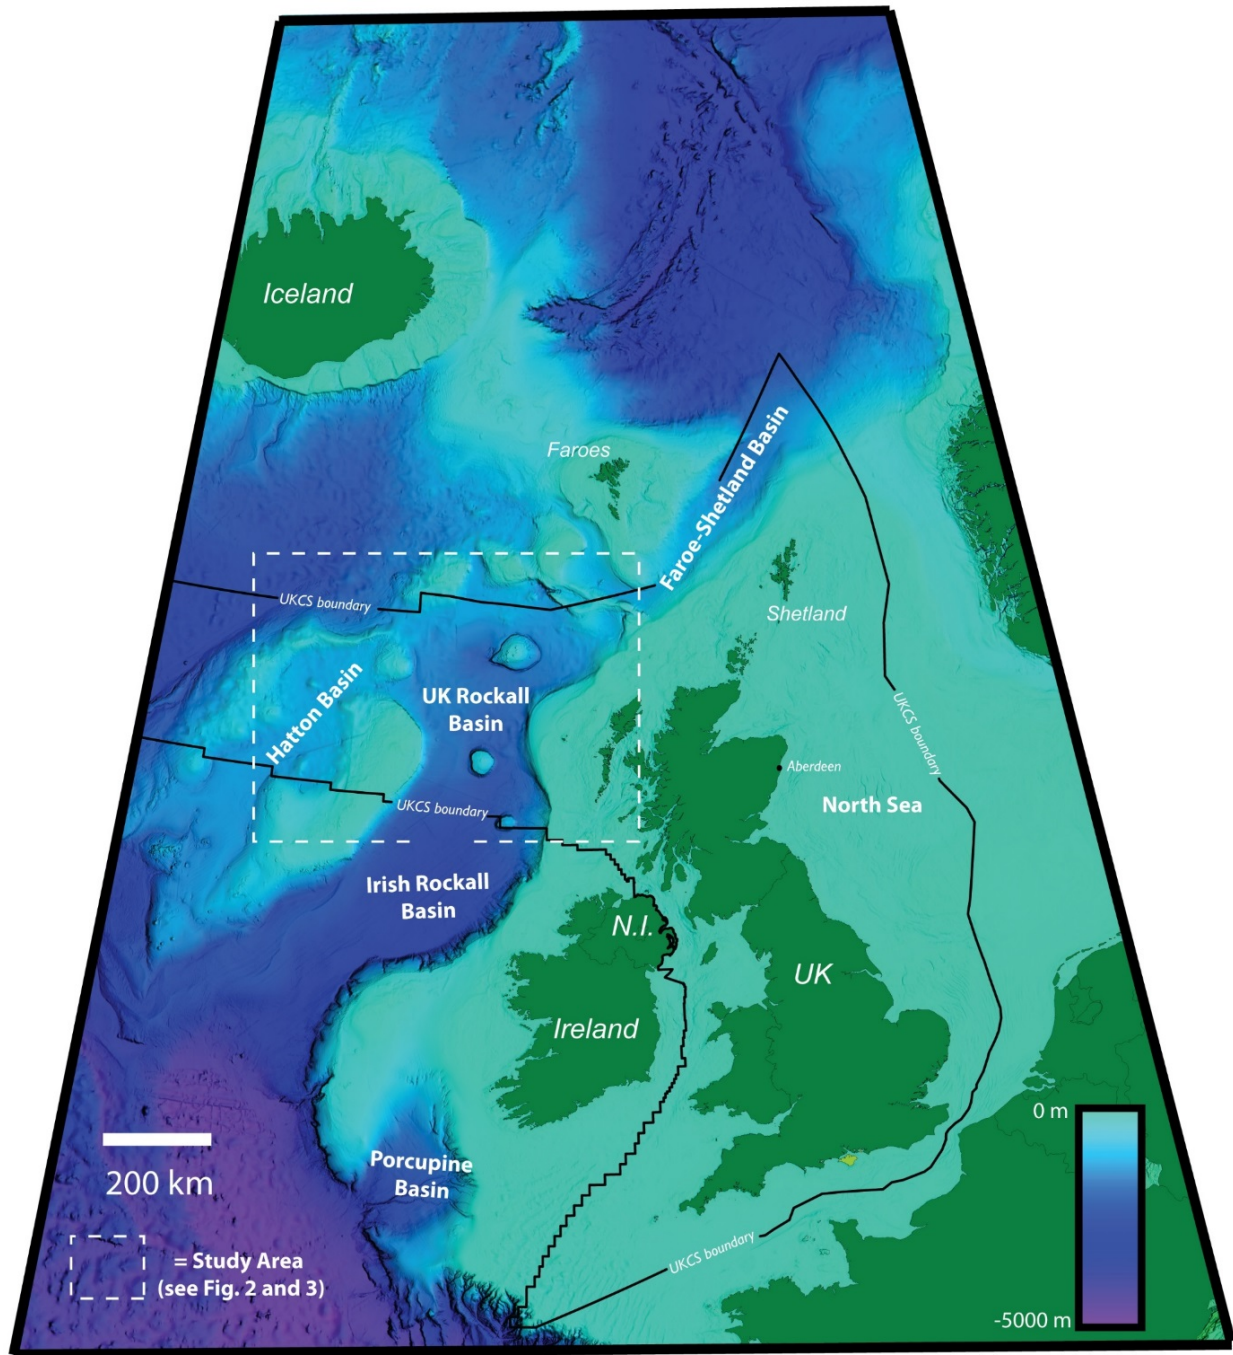 Iceland
Faroes
Faroe-Shetland Basin
UKCS boundary
Shetland
Hatton Basin
UK Rockall
Basin
UKCS boundary
Aberdeen
North Sea
UKCS boundary
Irish Rockall
Basin
N.I.
UK
Ireland
0 m
200 km
Porcupine
Basin
UKCS boundary
= Study Area
(see Fig. 2 and 3)
-5000 m